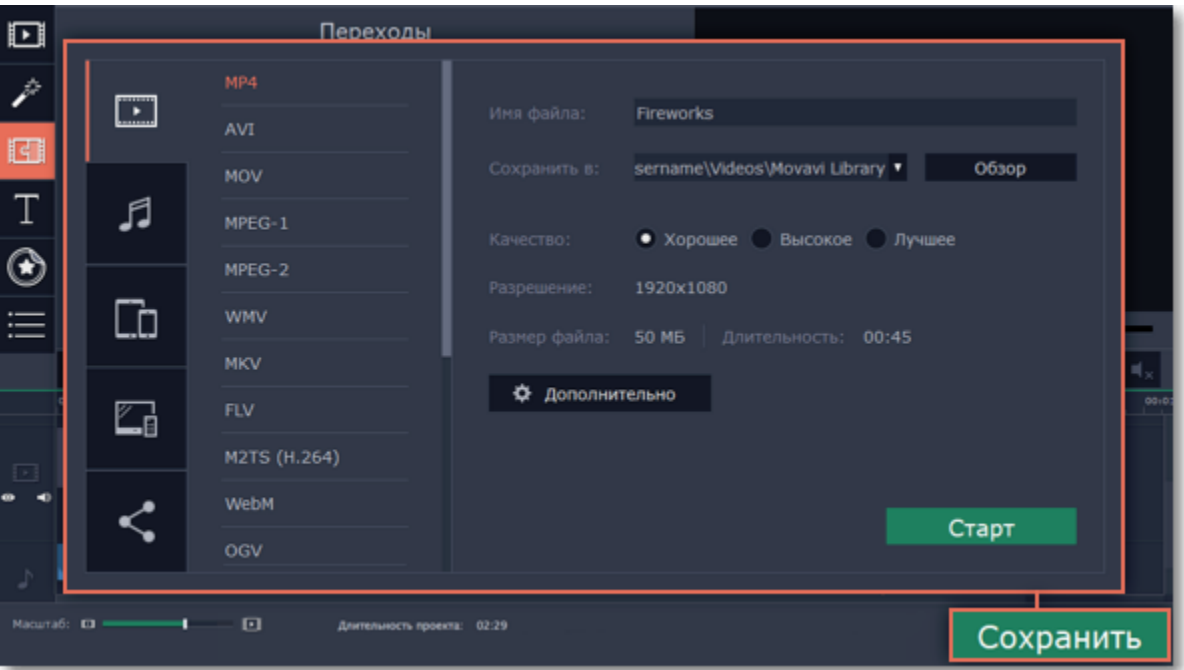 Переходы
MP4
AVI
MOV
MPEG-1
MPEG-2
WMV
MKV
FLV
M2TS (H.264)
WebM
OGV
Имя файла: Fireworks
Сохранить в: sername\Videos\Movavi Library Обзор
Качество: Хорошее Высокое Лучшее
Разрешение: 1920x1080
Размер файла: 50 МБ Длительность: 00:45
Дополнительно
Старт
Масштаб: Длительность проекта: 02:29
Сохранить